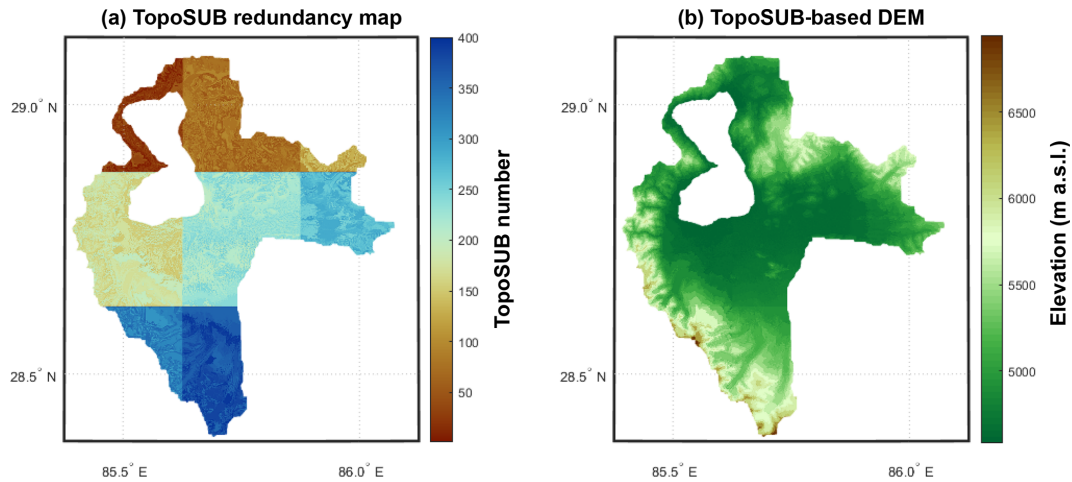 (a) TopoSUB redundancy map
(b) TopoSUB-based DEM
29.0° N
28.5° N
85.5° E
86.0° E
400
350
300
250
200
150
100
50
TopoSUB number
29.0° N
28.5° N
85.5° E
86.0° E
6500
6000
5500
5000
Elevation (m a.s.l.)